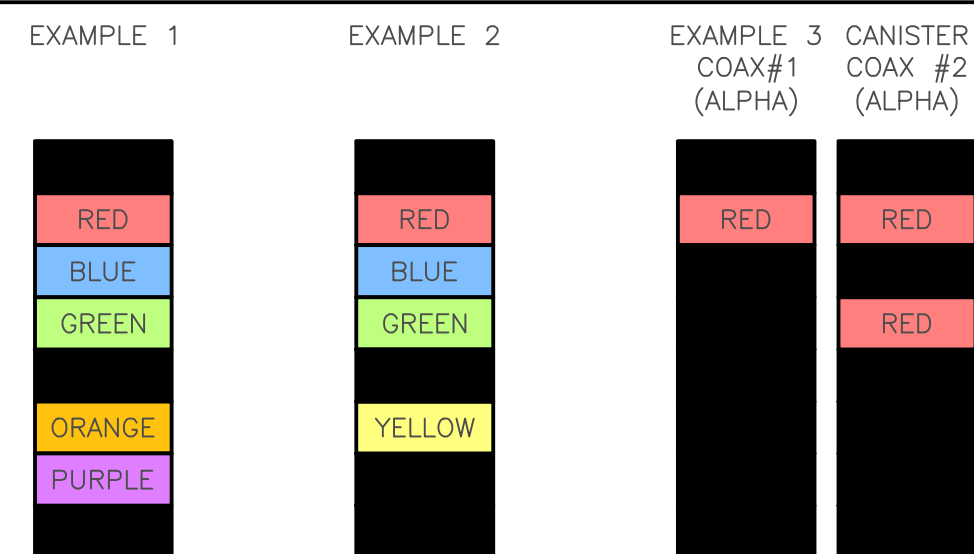 EXAMPLE 1
RED
BLUE
GREEN
ORANGE
PURPLE
EXAMPLE 2
RED
BLUE
GREEN
YELLOW
EXAMPLE 3
COAX#1
(ALPHA)
RED
CANISTER
COAX #2
(ALPHA)
RED
RED